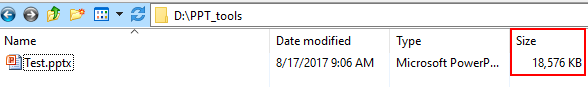 D:\PPT_tools
Name Date modified Type Size
Test.pptx 8/17/2017 9:06 AM Microsoft PowerP... 18,576 KB